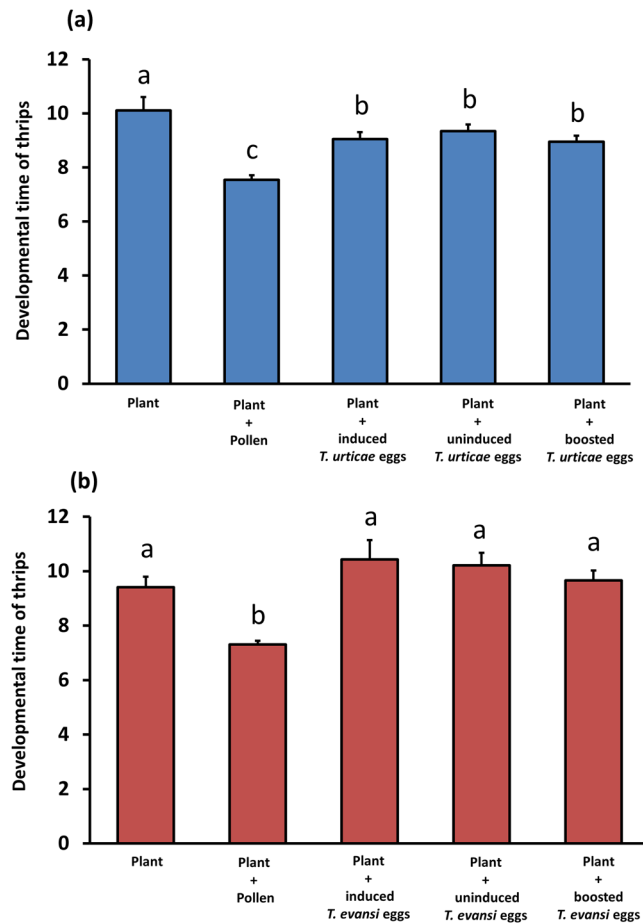 (a)
Developmental time of thrips
12
10
8
6
4
2
0
a
c
b
b
b
Plant
Plant
+
Pollen
Plant
+
induced
T. urticae eggs
Plant
+
uninduced
T. urticae eggs
Plant
+
boosted
T. urticae eggs
(b)
Developmental time of thrips
12
10
8
6
4
2
0
a
b
a
a
a
Plant
Plant
+
Pollen
Plant
+
induced
T. evansi eggs
Plant
+
uninduced
T. evansi eggs
Plant
+
boosted
T. evansi eggs